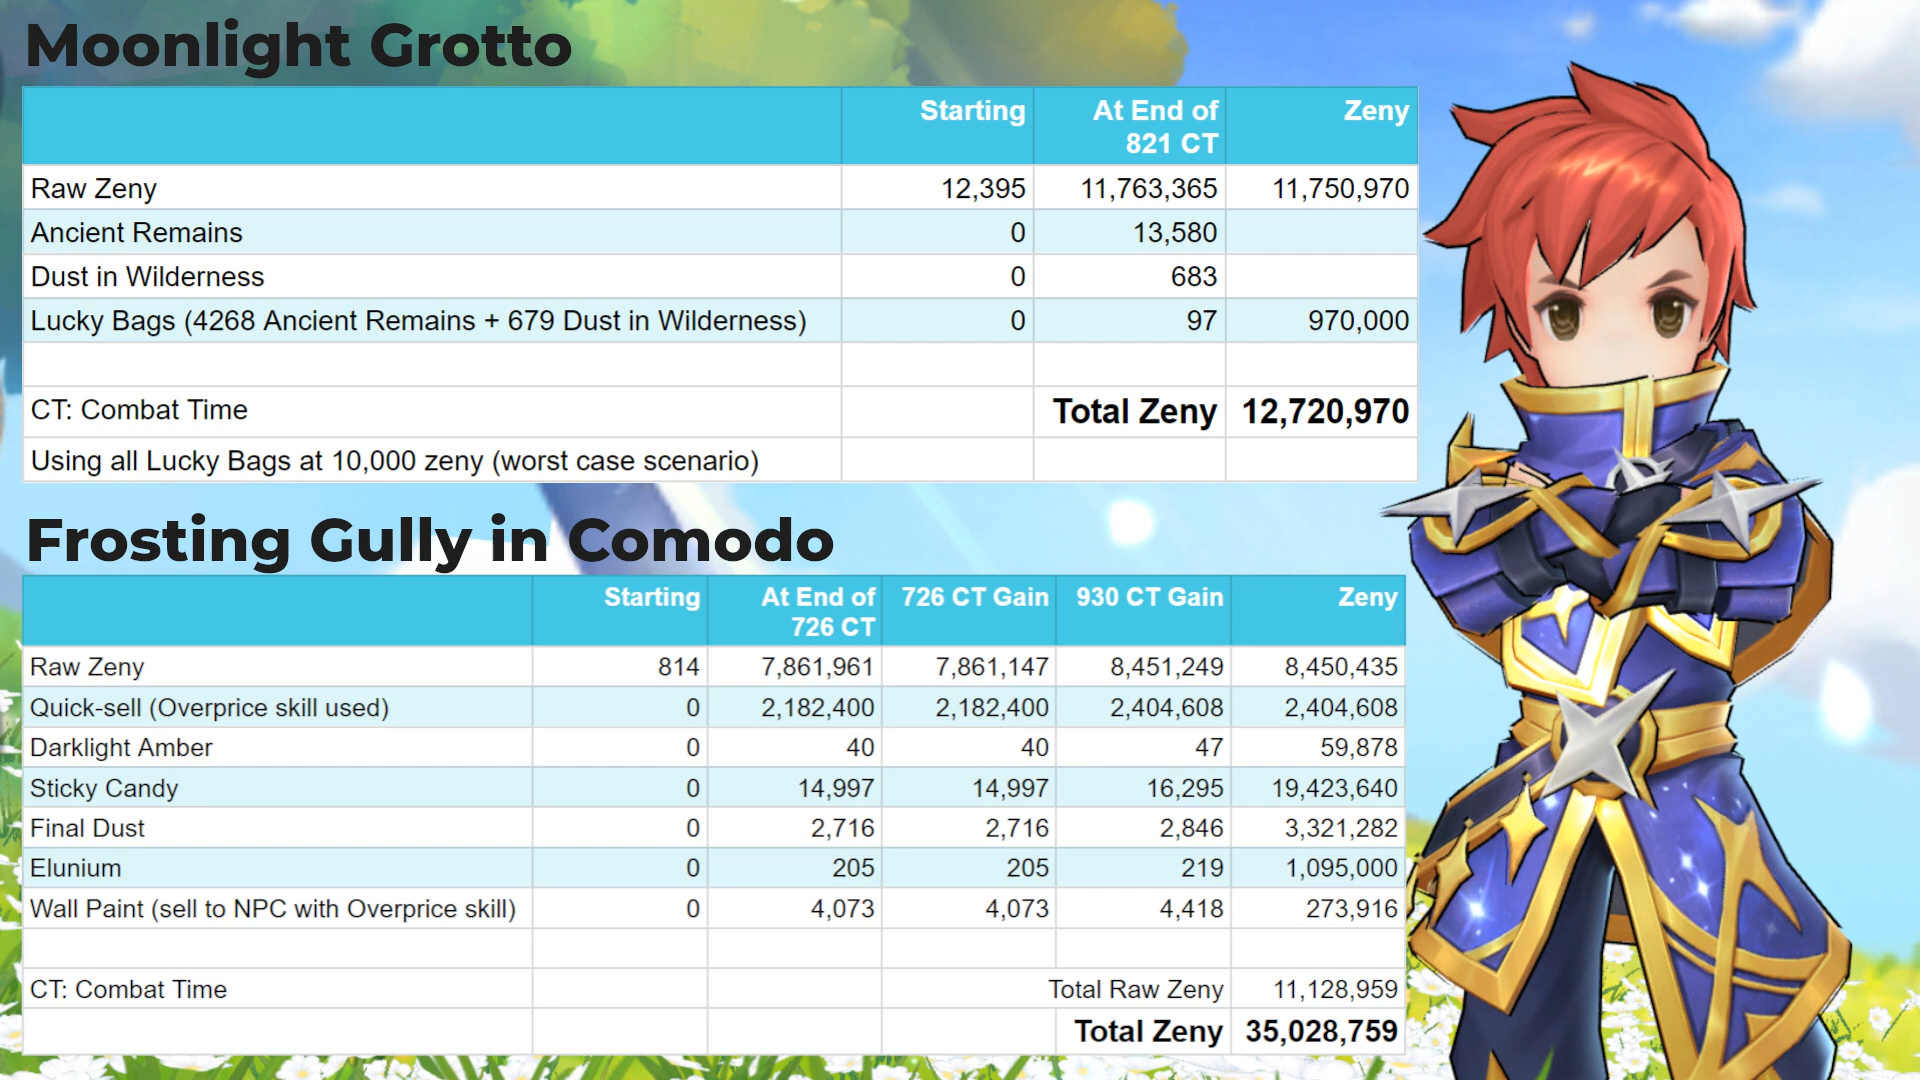 Moonlight Grotto
Starting At End of 821 CT Zeny
Raw Zeny 12,395 11,763,365 11,750,970
Ancient Remains 0 13,580
Dust in Wilderness 0 683
Lucky Bags (4268 Ancient Remains + 679 Dust in Wilderness) 0 97 970,000
CT: Combat Time Total Zeny 12,720,970
Using all Lucky Bags at 10,000 zeny (worst case scenario)
Frosting Gully in Comodo
Starting At End of 726 CT 726 CT Gain 930 CT Gain Zeny
Raw Zeny 814 7,861,961 7,861,147 8,451,249 8,450,435
Quick-sell (Overprice skill used) 0 2,182,400 2,182,400 2,404,608 2,404,608
Darklight Amber 0 40 40 47 59,878
Sticky Candy 0 14,997 14,997 16,295 19,423,640
Final Dust 0 2,716 2,716 2,846 3,321,282
Elunium 0 205 205 219 1,095,000
Wall Paint (sell to NPC with Overprice skill) 0 4,073 4,073 4,418 273,916
CT: Combat Time Total Raw Zeny 11,128,959
Total Zeny 35,028,759